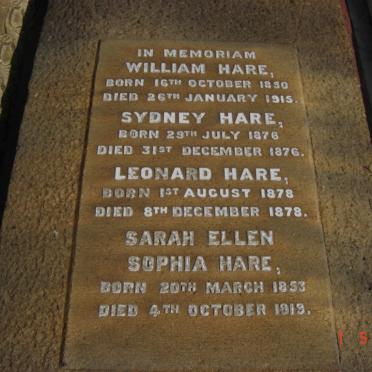 IN MEMORIAM
WILLIAM HARE,
BORN 16TH OCTOBER 1850
DIED 26TH JANUARY 1915.
SYDNEY HARE,
BORN 29TH JULY 1876
DIED 31ST DECEMBER 1876.
LEONARD HARE,
BORN 1ST AUGUST 1878
DIED 8TH DECEMBER 1878.
SARAH ELLEN
SOPHIA HARE,
BORN 20TH MARCH 1853
DIED 4TH OCTOBER 1919.